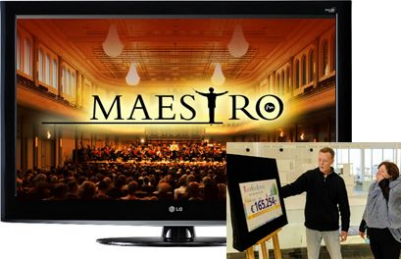 MAESTRO
LG
€ 165.254,-